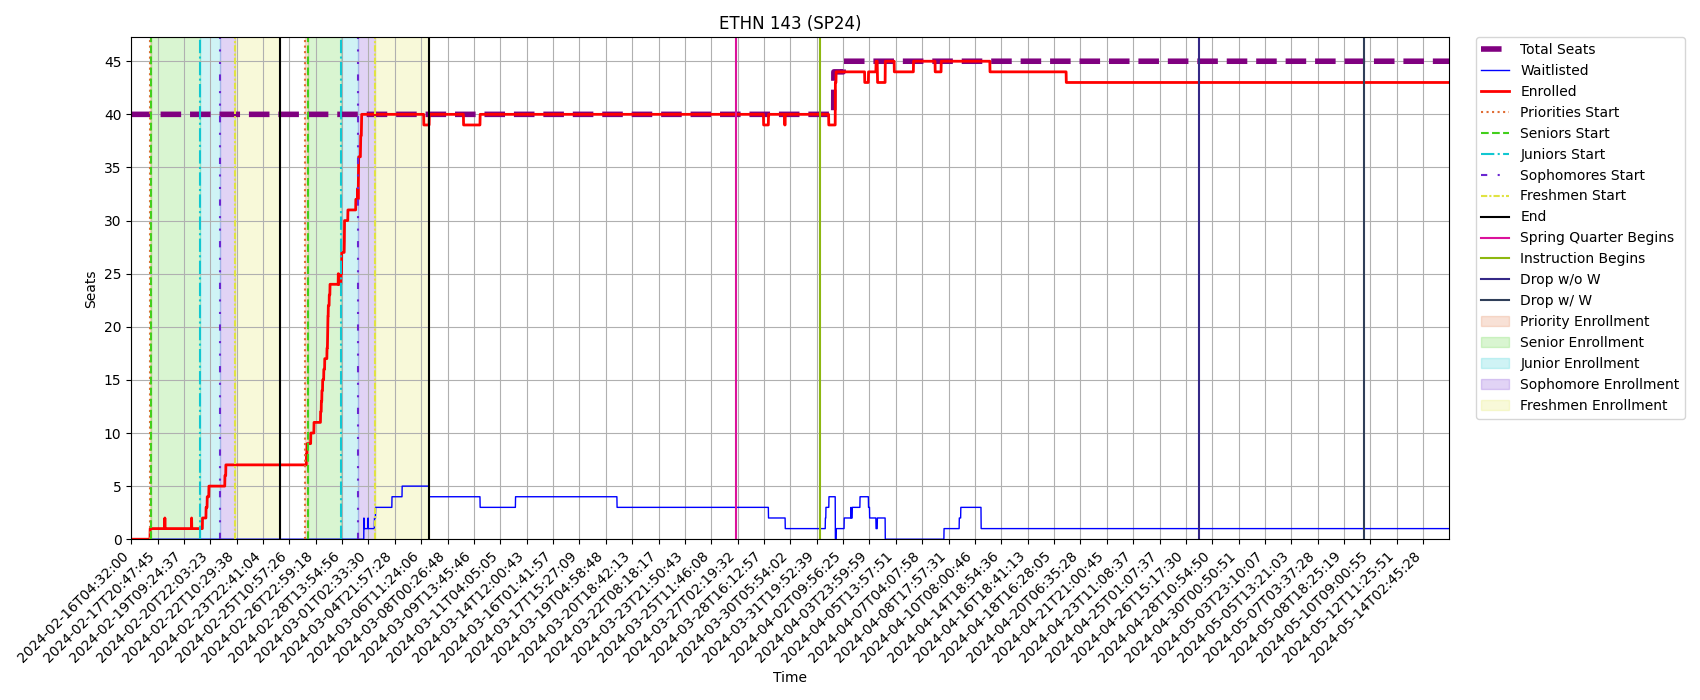 ETHN 143 (SP24)
Seats
45
40
35
30
25
20
15
10
5
0
2024-02-16T04:32:00
2024-02-17T20:47:45
2024-02-19T09:24:37
2024-02-20T22:03:23
2024-02-22T10:29:38
2024-02-23T22:41:04
2024-02-25T10:57:28
2024-02-26T22:59:18
2024-02-28T13:54:56
2024-03-01T02:33:30
2024-03-04T21:57:28
2024-03-06T11:24:06
2024-03-08T00:26:48
2024-03-09T13:45:46
2024-03-11T04:05:05
2024-03-14T12:00:43
2024-03-16T01:41:57
2024-03-17T15:27:09
2024-03-19T04:58:48
2024-03-20T18:42:13
2024-03-22T08:18:17
2024-03-23T21:50:43
2024-03-25T11:46:08
2024-03-27T02:19:32
2024-03-28T16:12:57
2024-03-30T05:54:02
2024-03-31T19:52:39
2024-04-02T09:56:25
2024-04-03T23:59:59
2024-04-05T13:57:51
2024-04-07T04:07:58
2024-04-08T17:57:31
2024-04-10T08:00:46
2024-04-14T18:54:36
2024-04-16T18:41:13
2024-04-18T16:28:05
2024-04-20T06:35:28
2024-04-21T21:00:45
2024-04-23T11:08:37
2024-04-25T01:07:37
2024-04-26T15:17:30
2024-04-28T10:54:50
2024-04-30T00:50:51
2024-05-03T23:10:07
2024-05-05T13:21:03
2024-05-07T03:37:28
2024-05-08T18:25:19
2024-05-10T09:00:55
2024-05-12T11:25:51
2024-05-14T02:45:28
Time
Total Seats
Waitlisted
Enrolled
Priorities Start
Seniors Start
Juniors Start
Sophomores Start
Freshmen Start
End
Spring Quarter Begins
Instruction Begins
Drop w/o W
Drop w/ W
Priority Enrollment
Senior Enrollment
Junior Enrollment
Sophomore Enrollment
Freshmen Enrollment